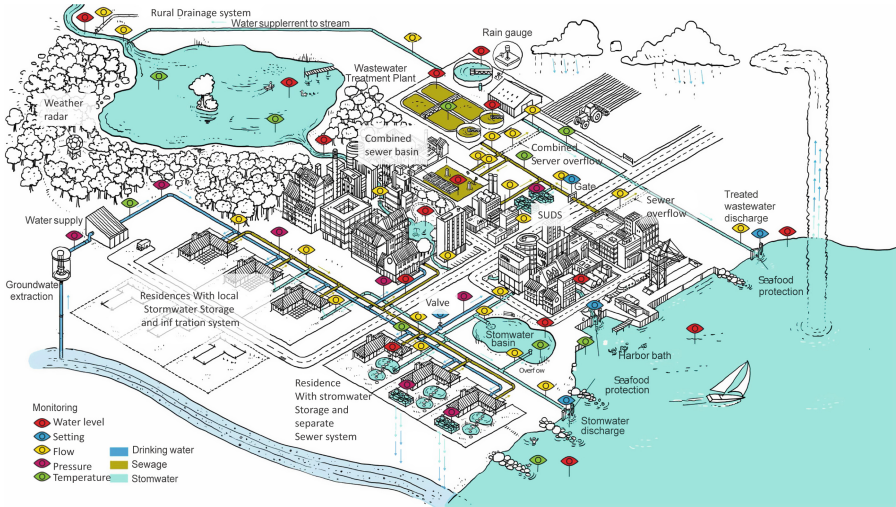 Rural Drainage system
Water supplerrent to stream
Rain gauge
Wastewater
Treatment Plant
Weather
radar
Combined
sewer basin
Combined
Server overflow
Gate
Sewer
overflow
Treated
wastewater
discharge
SUDS
Water supply
Groundwater
extraction
Seafood
protection
Residences With local
Stormwater Storage
and inf tration system
Valve
Stomwater
basin
Overfow
Harbor bath
Seafood
protection
Residence
With stromwater
Storage and
separate
Sewer system
Stomwater
discharge
Monitoring
Water level
Setting
Flow
Pressure
Temperature
Drinking water
Sewage
Stomwater